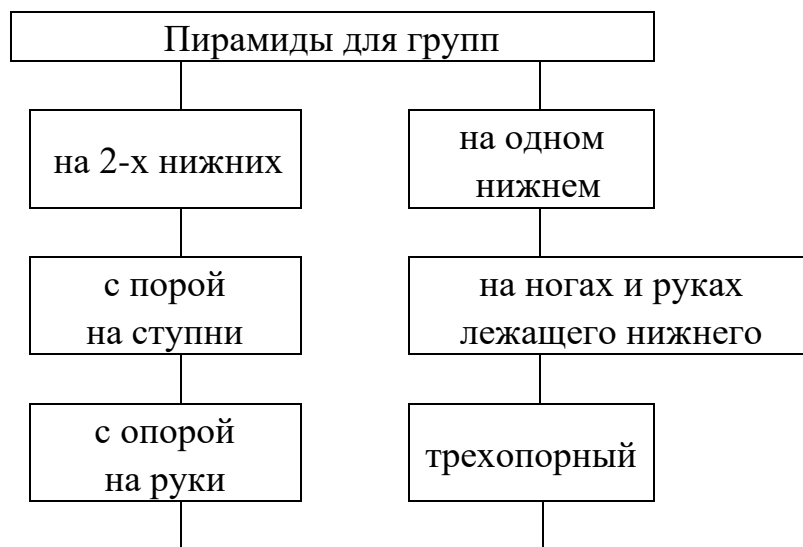 Пирамиды для групп
на 2-х нижних
на одном
нижнем
с порой
на ступни
на ногах и руках
лежащего нижнего
с опорой
на руки
трехопорный